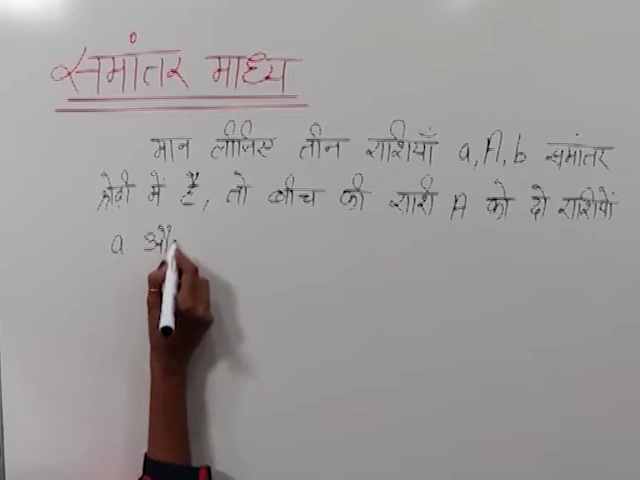 समांतर माध्य
मान लीजिए तीन राशियाँ a, A, b समांतर
श्रेढ़ी में हैं, तो बीच की राशी A को दो राशियों
a औ